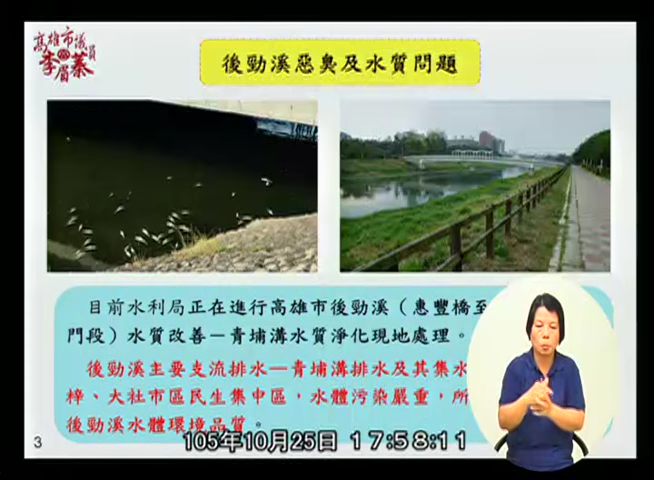 高雄市議員
李眉蓁
後勁溪惡臭及水質問題
目前水利局正在進行高雄市後勁溪（惠豐橋至
門段）水質改善－青埔溝水質淨化現地處理。
後勁溪主要支流排水—青埔溝排水及其集水
梓、大社市區民生集中區，水體污染嚴重，所
後勁溪水體環境品質。
3
105年10月25日 17:58:11